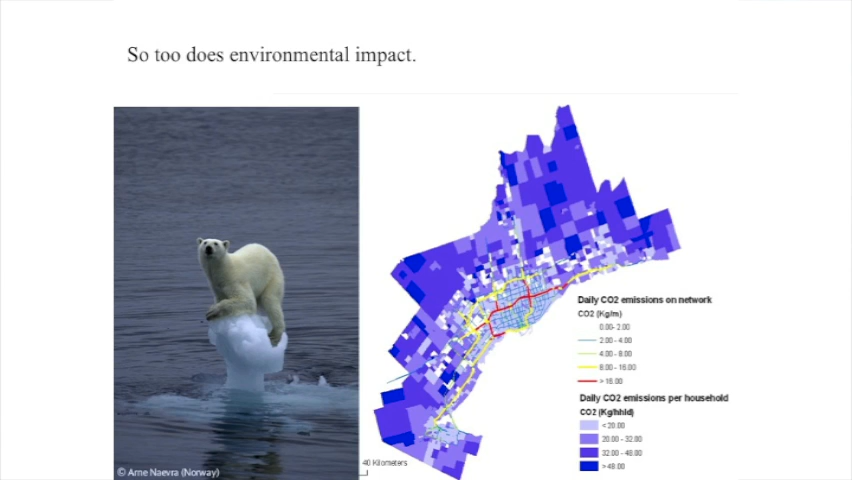 So too does environmental impact.
© Arne Naevra (Norway)
40 Kilometers
Daily CO2 emissions on network
CO2 (Kg/m)
0.00- 2.00
2.00 - 4.00
4.00 - 8.00
8.00 - 16.00
> 16.00
Daily CO2 emissions per household
CO2 (Kg/hhld)
< 20.00
20.00 - 32.00
32.00 - 48.00
> 48.00